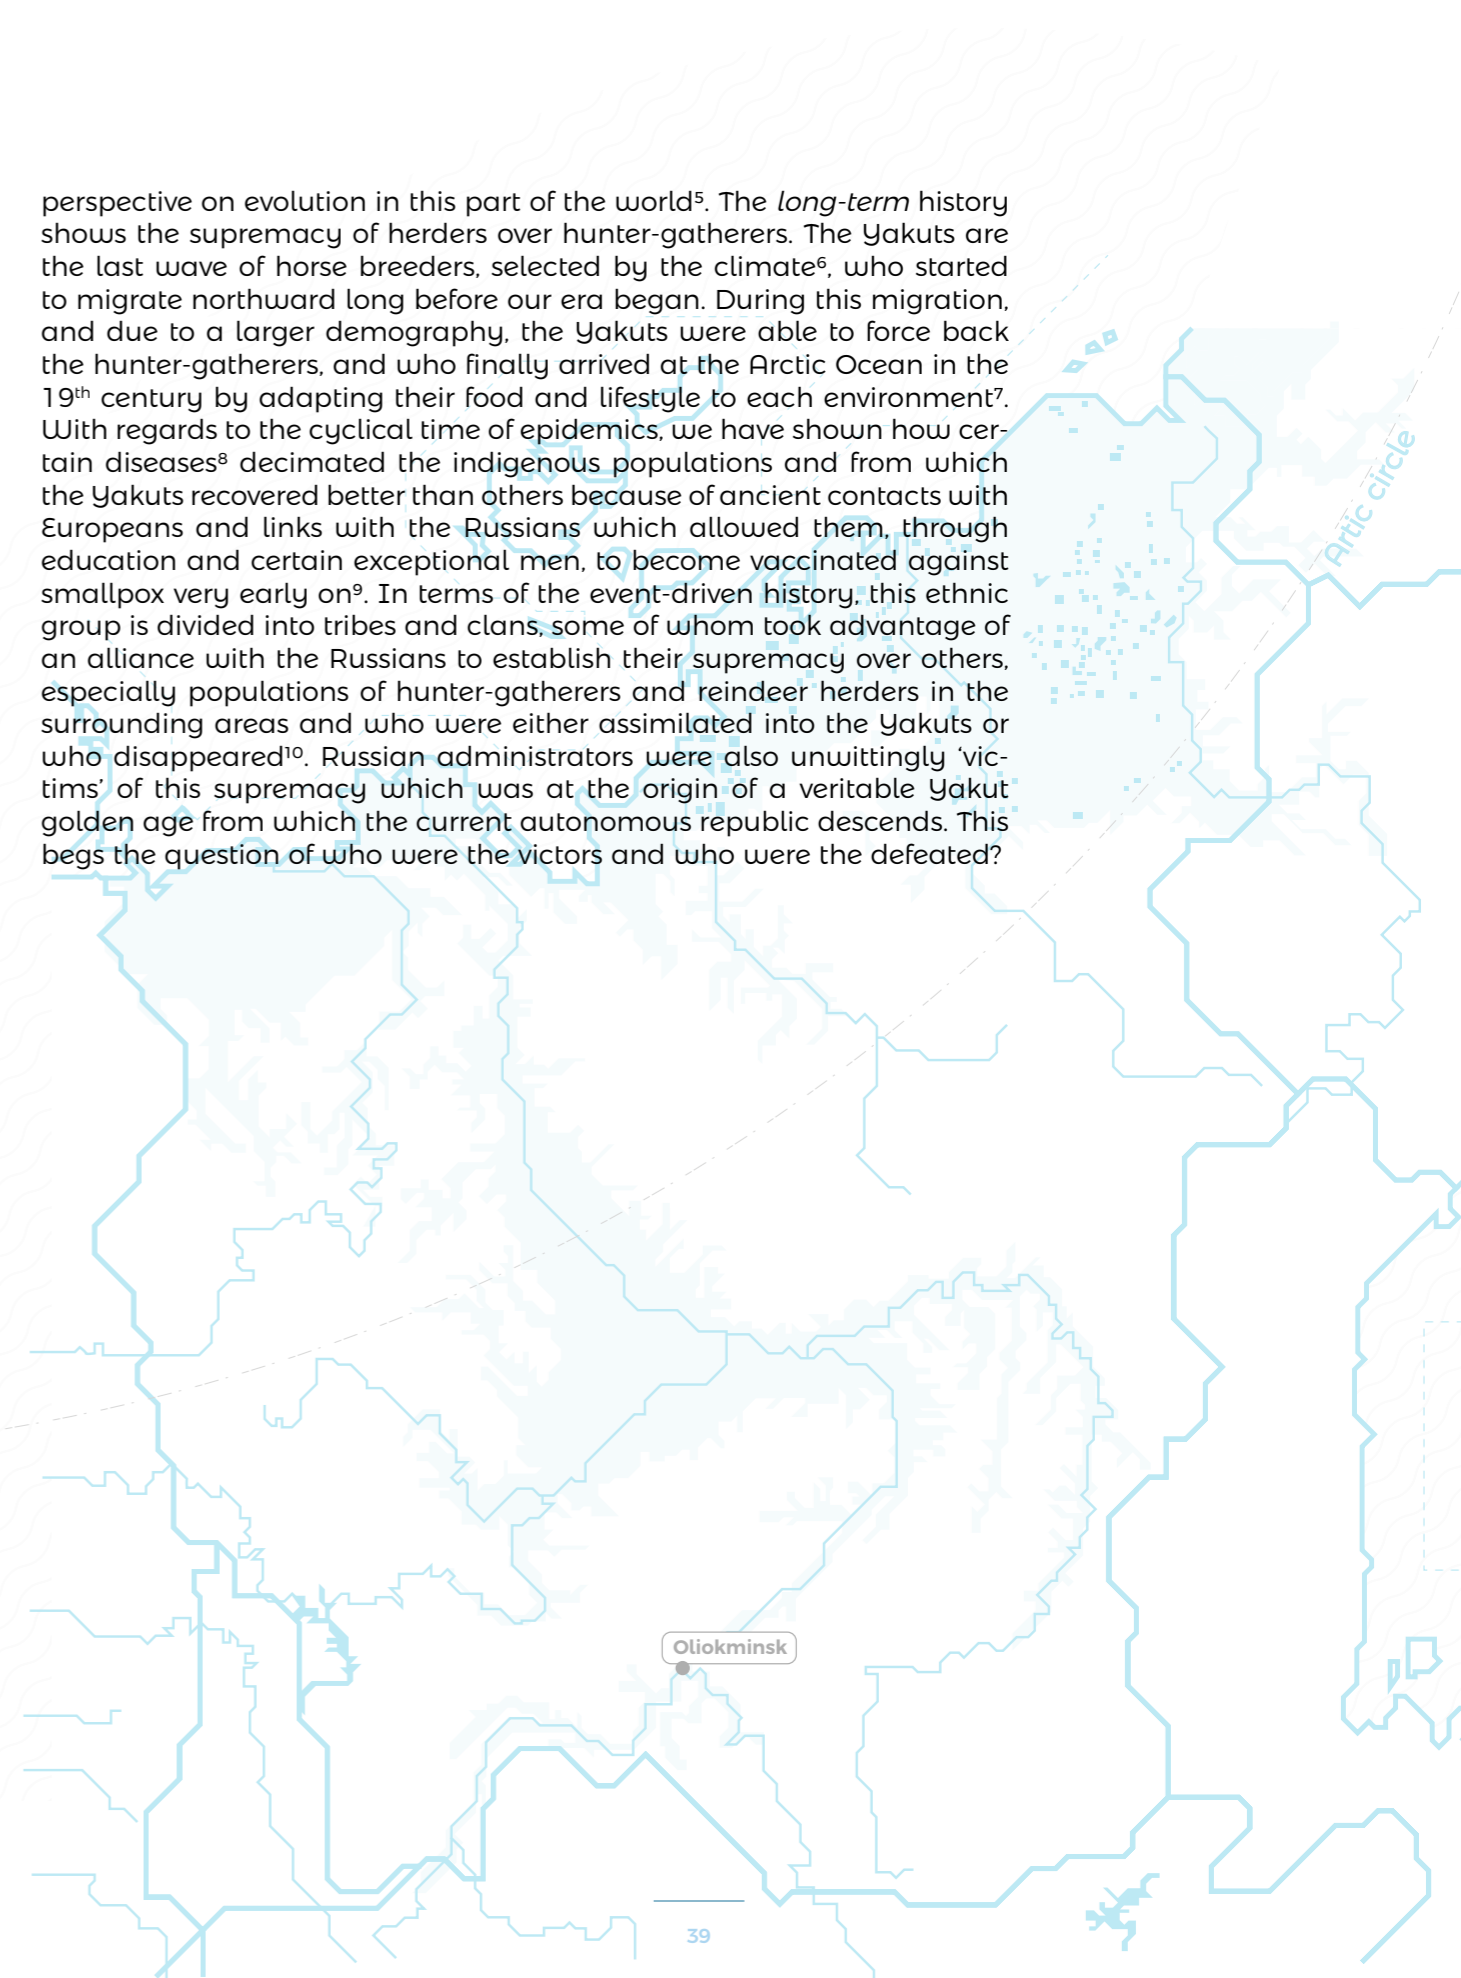 perspective on evolution in this part of the world⁵. The long-term history
shows the supremacy of herders over hunter-gatherers. The Yakuts are
the last wave of horse breeders, selected by the climate⁶, who started
to migrate northward long before our era began. During this migration,
and due to a larger demography, the Yakuts were able to force back
the hunter-gatherers, and who finally arrived at the Arctic Ocean in the
19th century by adapting their food and lifestyle to each environment⁷.
With regards to the cyclical time of epidemics, we have shown how cer-
tain diseases⁸ decimated the indigenous populations and from which
the Yakuts recovered better than others because of ancient contacts with
Europeans and links with the Russians which allowed them, through
education and certain exceptional men, to become vaccinated against
smallpox very early on⁹. In terms of the event-driven history, this ethnic
group is divided into tribes and clans, some of whom took advantage of
an alliance with the Russians to establish their supremacy over others,
especially populations of hunter-gatherers and reindeer herders in the
surrounding areas and who were either assimilated into the Yakuts or
who disappeared¹⁰. Russian administrators were also unwittingly ‘vic-
tims’ of this supremacy which was at the origin of a veritable Yakut
golden age from which the current autonomous republic descends. This
begs the question of who were the victors and who were the defeated?
Artic circle
Oliokminsk
39